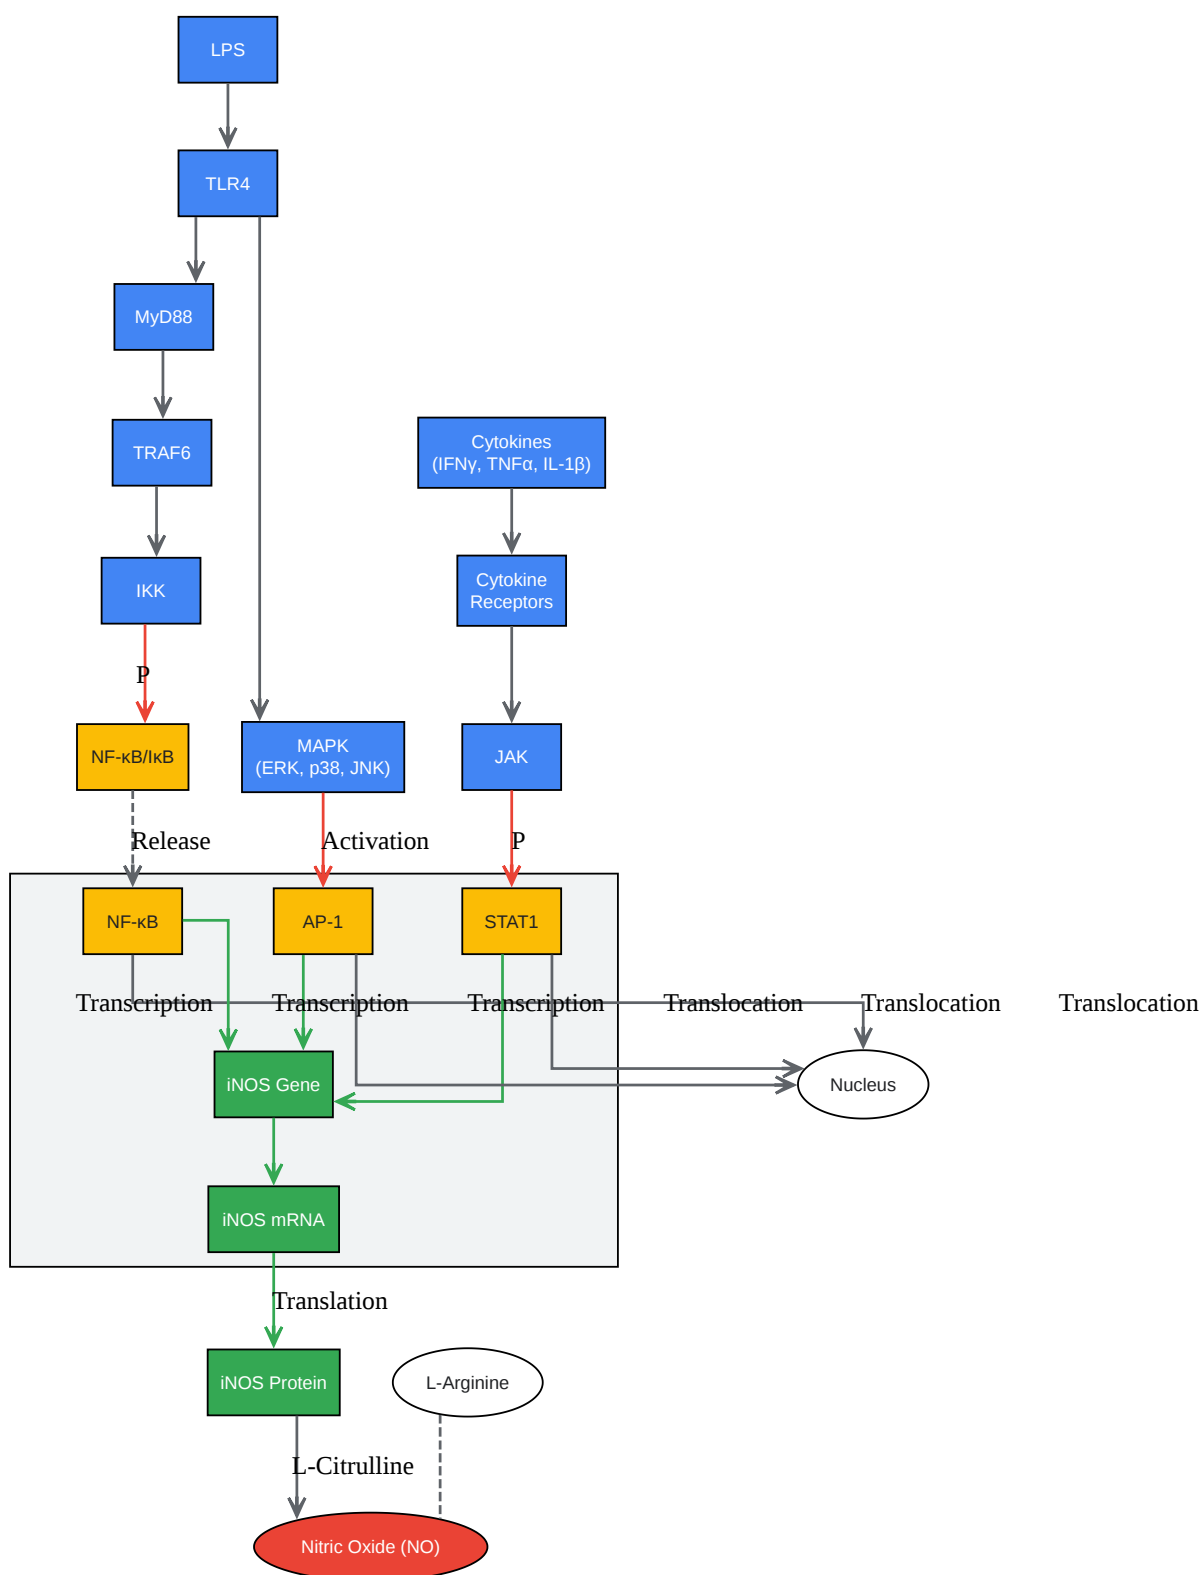 LPS
TLR4
MyD88
TRAF6
Cytokines
(IFNγ, TNFα, IL-1β)
IKK
Cytokine
Receptors
P
NF-κB/IκB
MAPK
(ERK, p38, JNK)
JAK
Release
Activation
P
NF-κB
AP-1
STAT1
Transcription
Transcription
Transcription
Translocation
Translocation
Translocation
iNOS Gene
Nucleus
iNOS mRNA
Translation
iNOS Protein
L-Arginine
L-Citrulline
Nitric Oxide (NO)